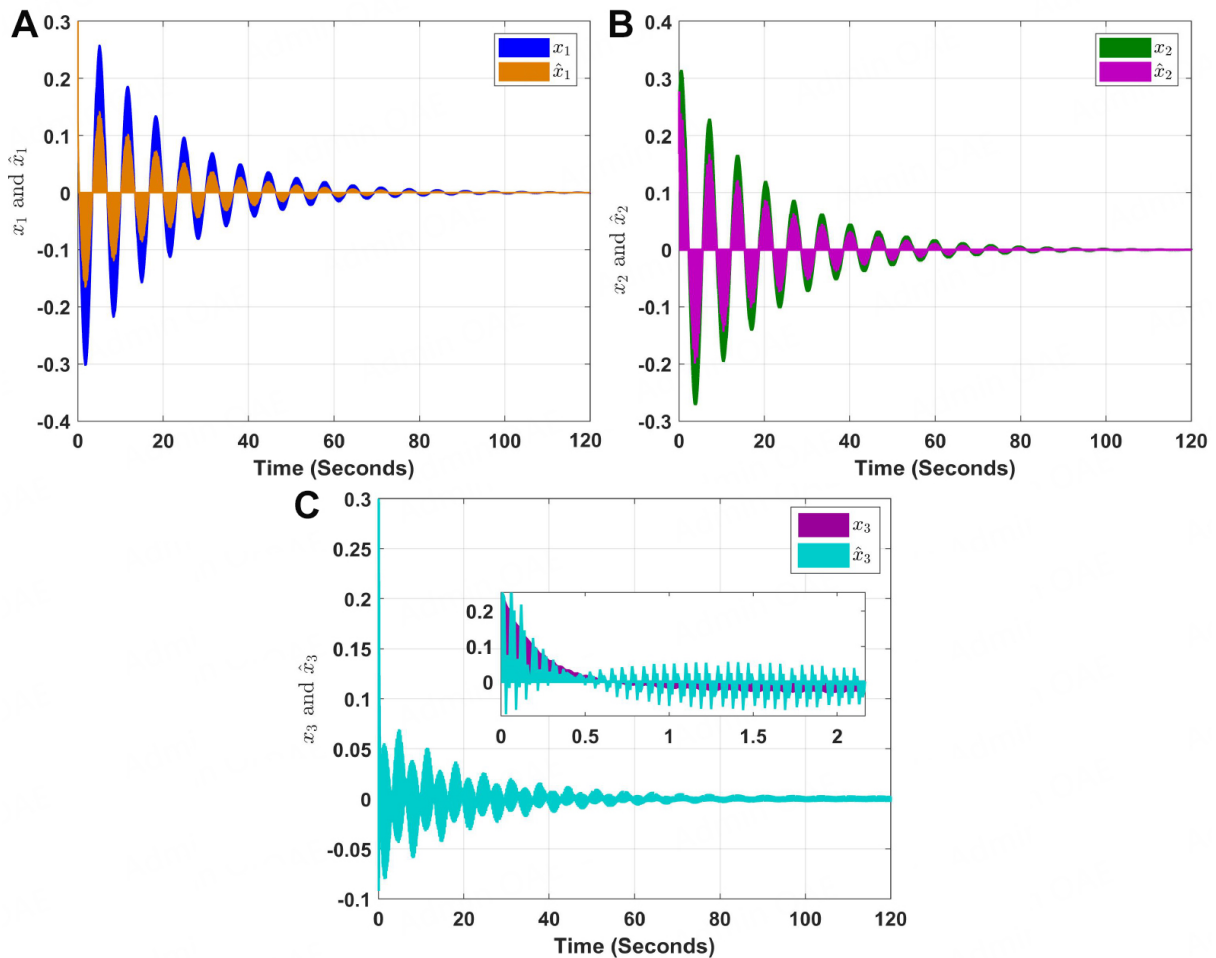 A
0.3
0.2
0.1
0
-0.1
-0.2
-0.3
-0.4
x₁ and x̂₁
x₁
x̂₁
0 20 40 60 80 100 120
Time (Seconds)
B
0.4
0.3
0.2
0.1
0
-0.1
-0.2
-0.3
x₂ and x̂₂
x₂
x̂₂
0 20 40 60 80 100 120
Time (Seconds)
C
0.3
0.25
0.2
0.15
0.1
0.05
0
-0.05
-0.1
x₃ and x̂₃
x₃
x̂₃
0.2
0.1
0
0 0.5 1 1.5 2
0 20 40 60 80 100 120
Time (Seconds)